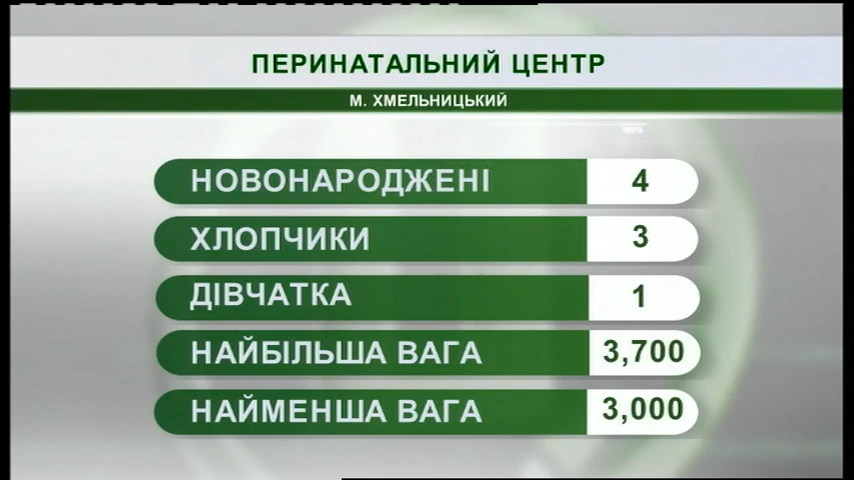 ПЕРИНАТАЛЬНИЙ ЦЕНТР
М. ХМЕЛЬНИЦЬКИЙ
НОВОНАРОДЖЕНІ 4
ХЛОПЧИКИ 3
ДІВЧАТКА 1
НАЙБІЛЬША ВАГА 3,700
НАЙМЕНША ВАГА 3,000